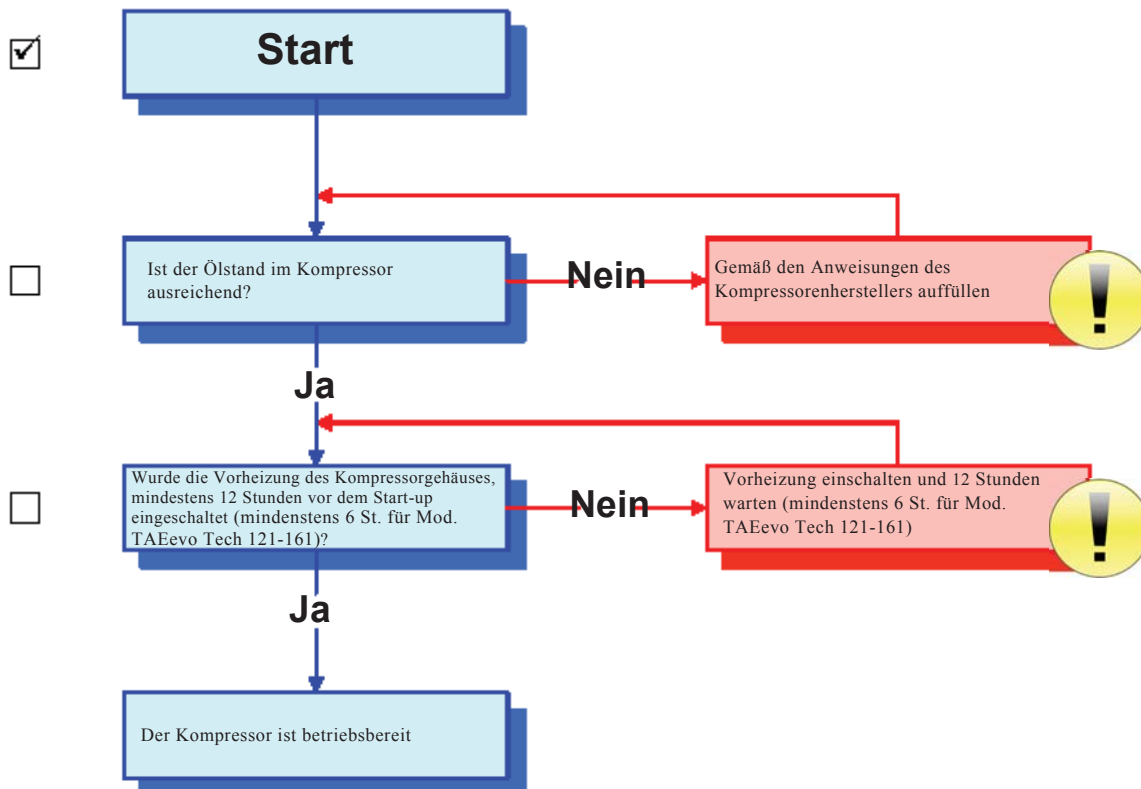 Start
Ist der Ölstand im Kompressor
ausreichend?
Nein
Gemäß den Anweisungen des
Kompressorenherstellers auffüllen
Ja
Wurde die Vorheizung des Kompressorgehäuses,
mindestens 12 Stunden vor dem Start-up
eingeschaltet (mindenstens 6 St. für Mod.
TAEevo Tech 121-161)?
Nein
Vorheizung einschalten und 12 Stunden
warten (mindenstens 6 St. für Mod.
TAEevo Tech 121-161)
Ja
Der Kompressor ist betriebsbereit